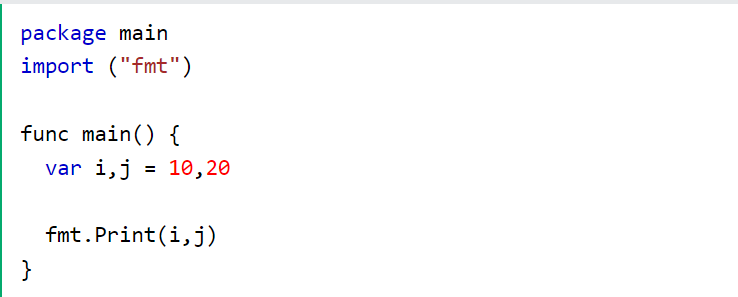 package main
import ("fmt")
func main() {
var i,j = 10,20
fmt.Print(i,j)
}